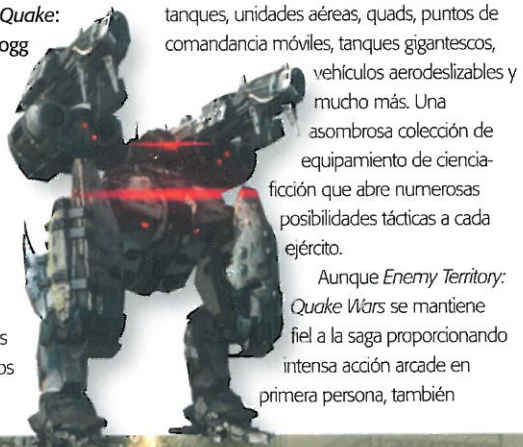 Quake:
ogg
s
os
tanques, unidades aéreas, quads, puntos de
comandancia móviles, tanques gigantescos,
vehículos aerodeslizables y
mucho más. Una
asombrosa colección de
equipamiento de ciencia-
ficción que abre numerosas
posibilidades tácticas a cada
ejército.
Aunque Enemy Territory:
Quake Wars se mantiene
fiel a la saga proporcionando
intensa acción arcade en
primera persona, también